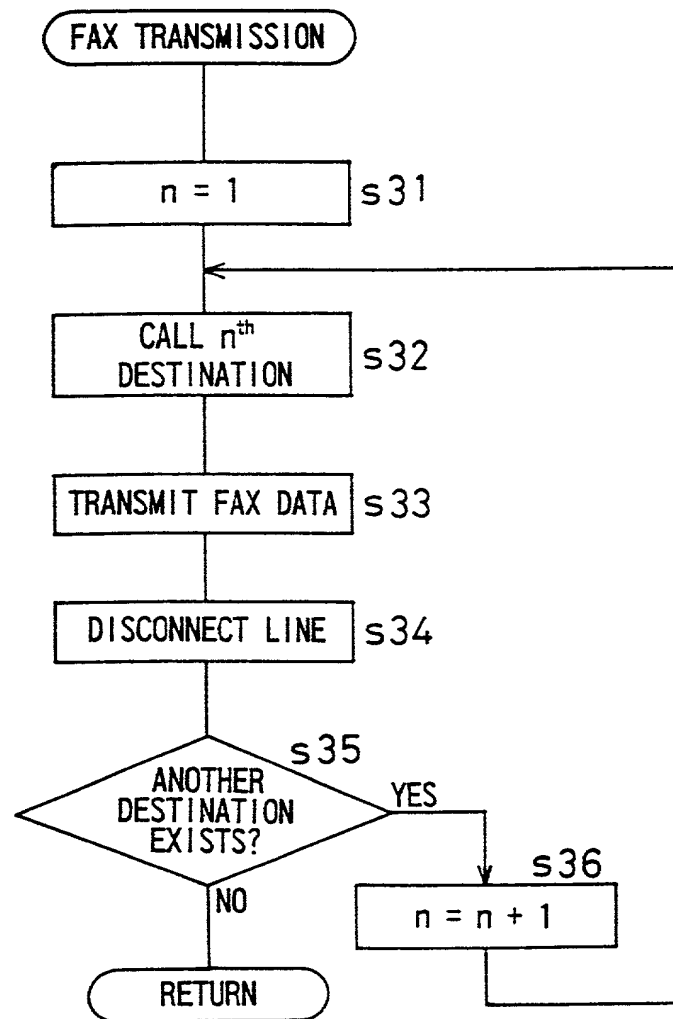 FAX TRANSMISSION
n = 1
s31
CALL nth
DESTINATION
s32
TRANSMIT FAX DATA
s33
DISCONNECT LINE
s34
s35
ANOTHER
DESTINATION
EXISTS?
YES
s36
n = n + 1
NO
RETURN